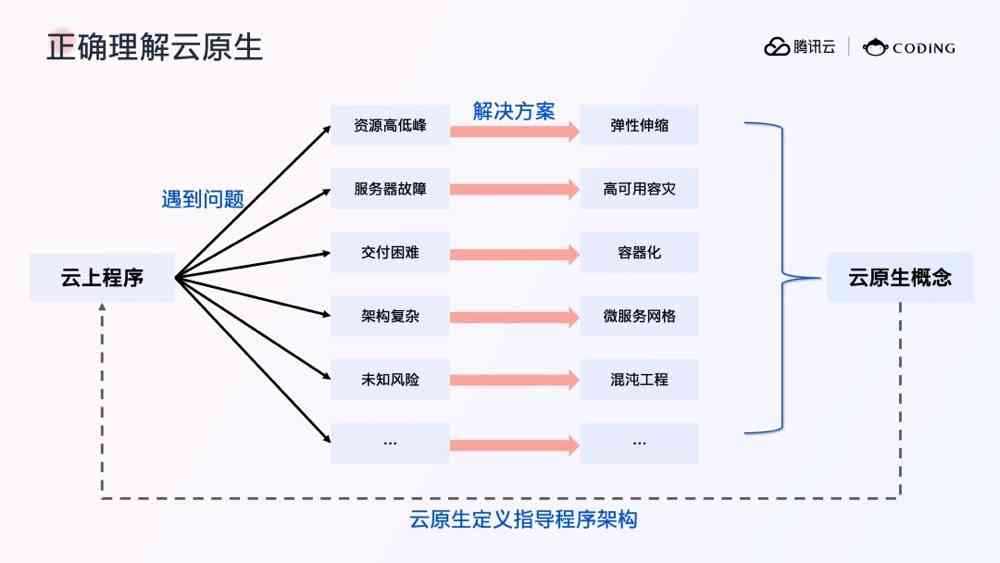 正确理解云原生
腾讯云 | CODING
解决方案
资源高低峰
弹性伸缩
遇到问题
服务器故障
高可用容灾
交付困难
容器化
云上程序
云原生概念
架构复杂
微服务网格
未知风险
混沌工程
...
...
云原生定义指导程序架构